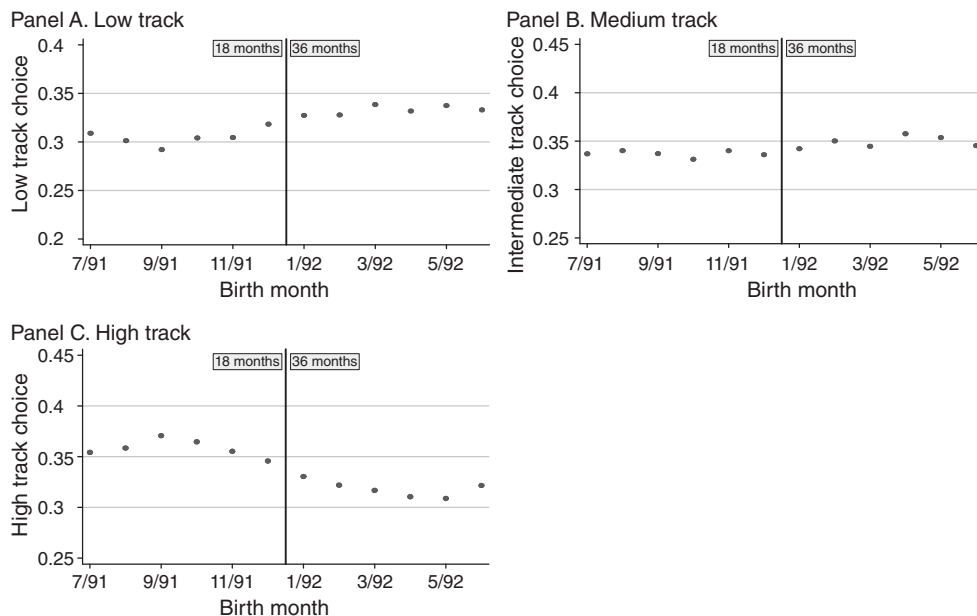 Panel A. Low track
Low track choice
0.4
0.35
0.3
0.25
0.2
18 months
36 months
7/91 9/91 11/91 1/92 3/92 5/92
Birth month
Panel B. Medium track
Intermediate track choice
0.45
0.4
0.35
0.3
0.25
18 months
36 months
7/91 9/91 11/91 1/92 3/92 5/92
Birth month
Panel C. High track
High track choice
0.45
0.4
0.35
0.3
0.25
18 months
36 months
7/91 9/91 11/91 1/92 3/92 5/92
Birth month